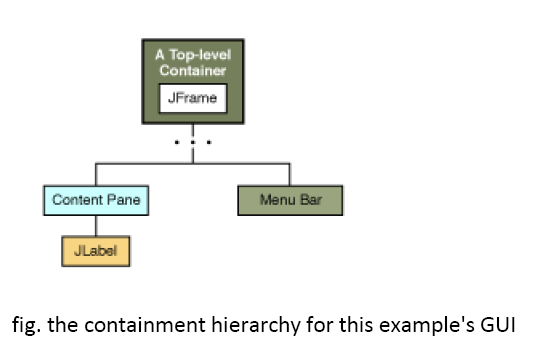 A Top-level
Container
JFrame
. . .
Content Pane
Menu Bar
JLabel
fig. the containment hierarchy for this example's GUI